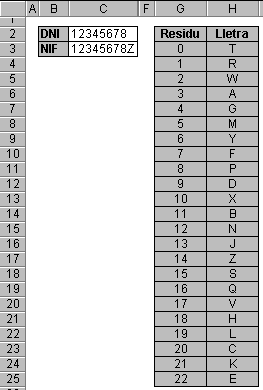 A B C F G H
1
2 DNI 12345678 Residu Lletra
3 NIF 12345678Z 0 T
4 1 R
5 2 W
6 3 A
7 4 G
8 5 M
9 6 Y
10 7 F
11 8 P
12 9 D
13 10 X
14 11 B
15 12 N
16 13 J
17 14 Z
18 15 S
19 16 Q
20 17 V
21 18 H
22 19 L
23 20 C
24 21 K
25 22 E